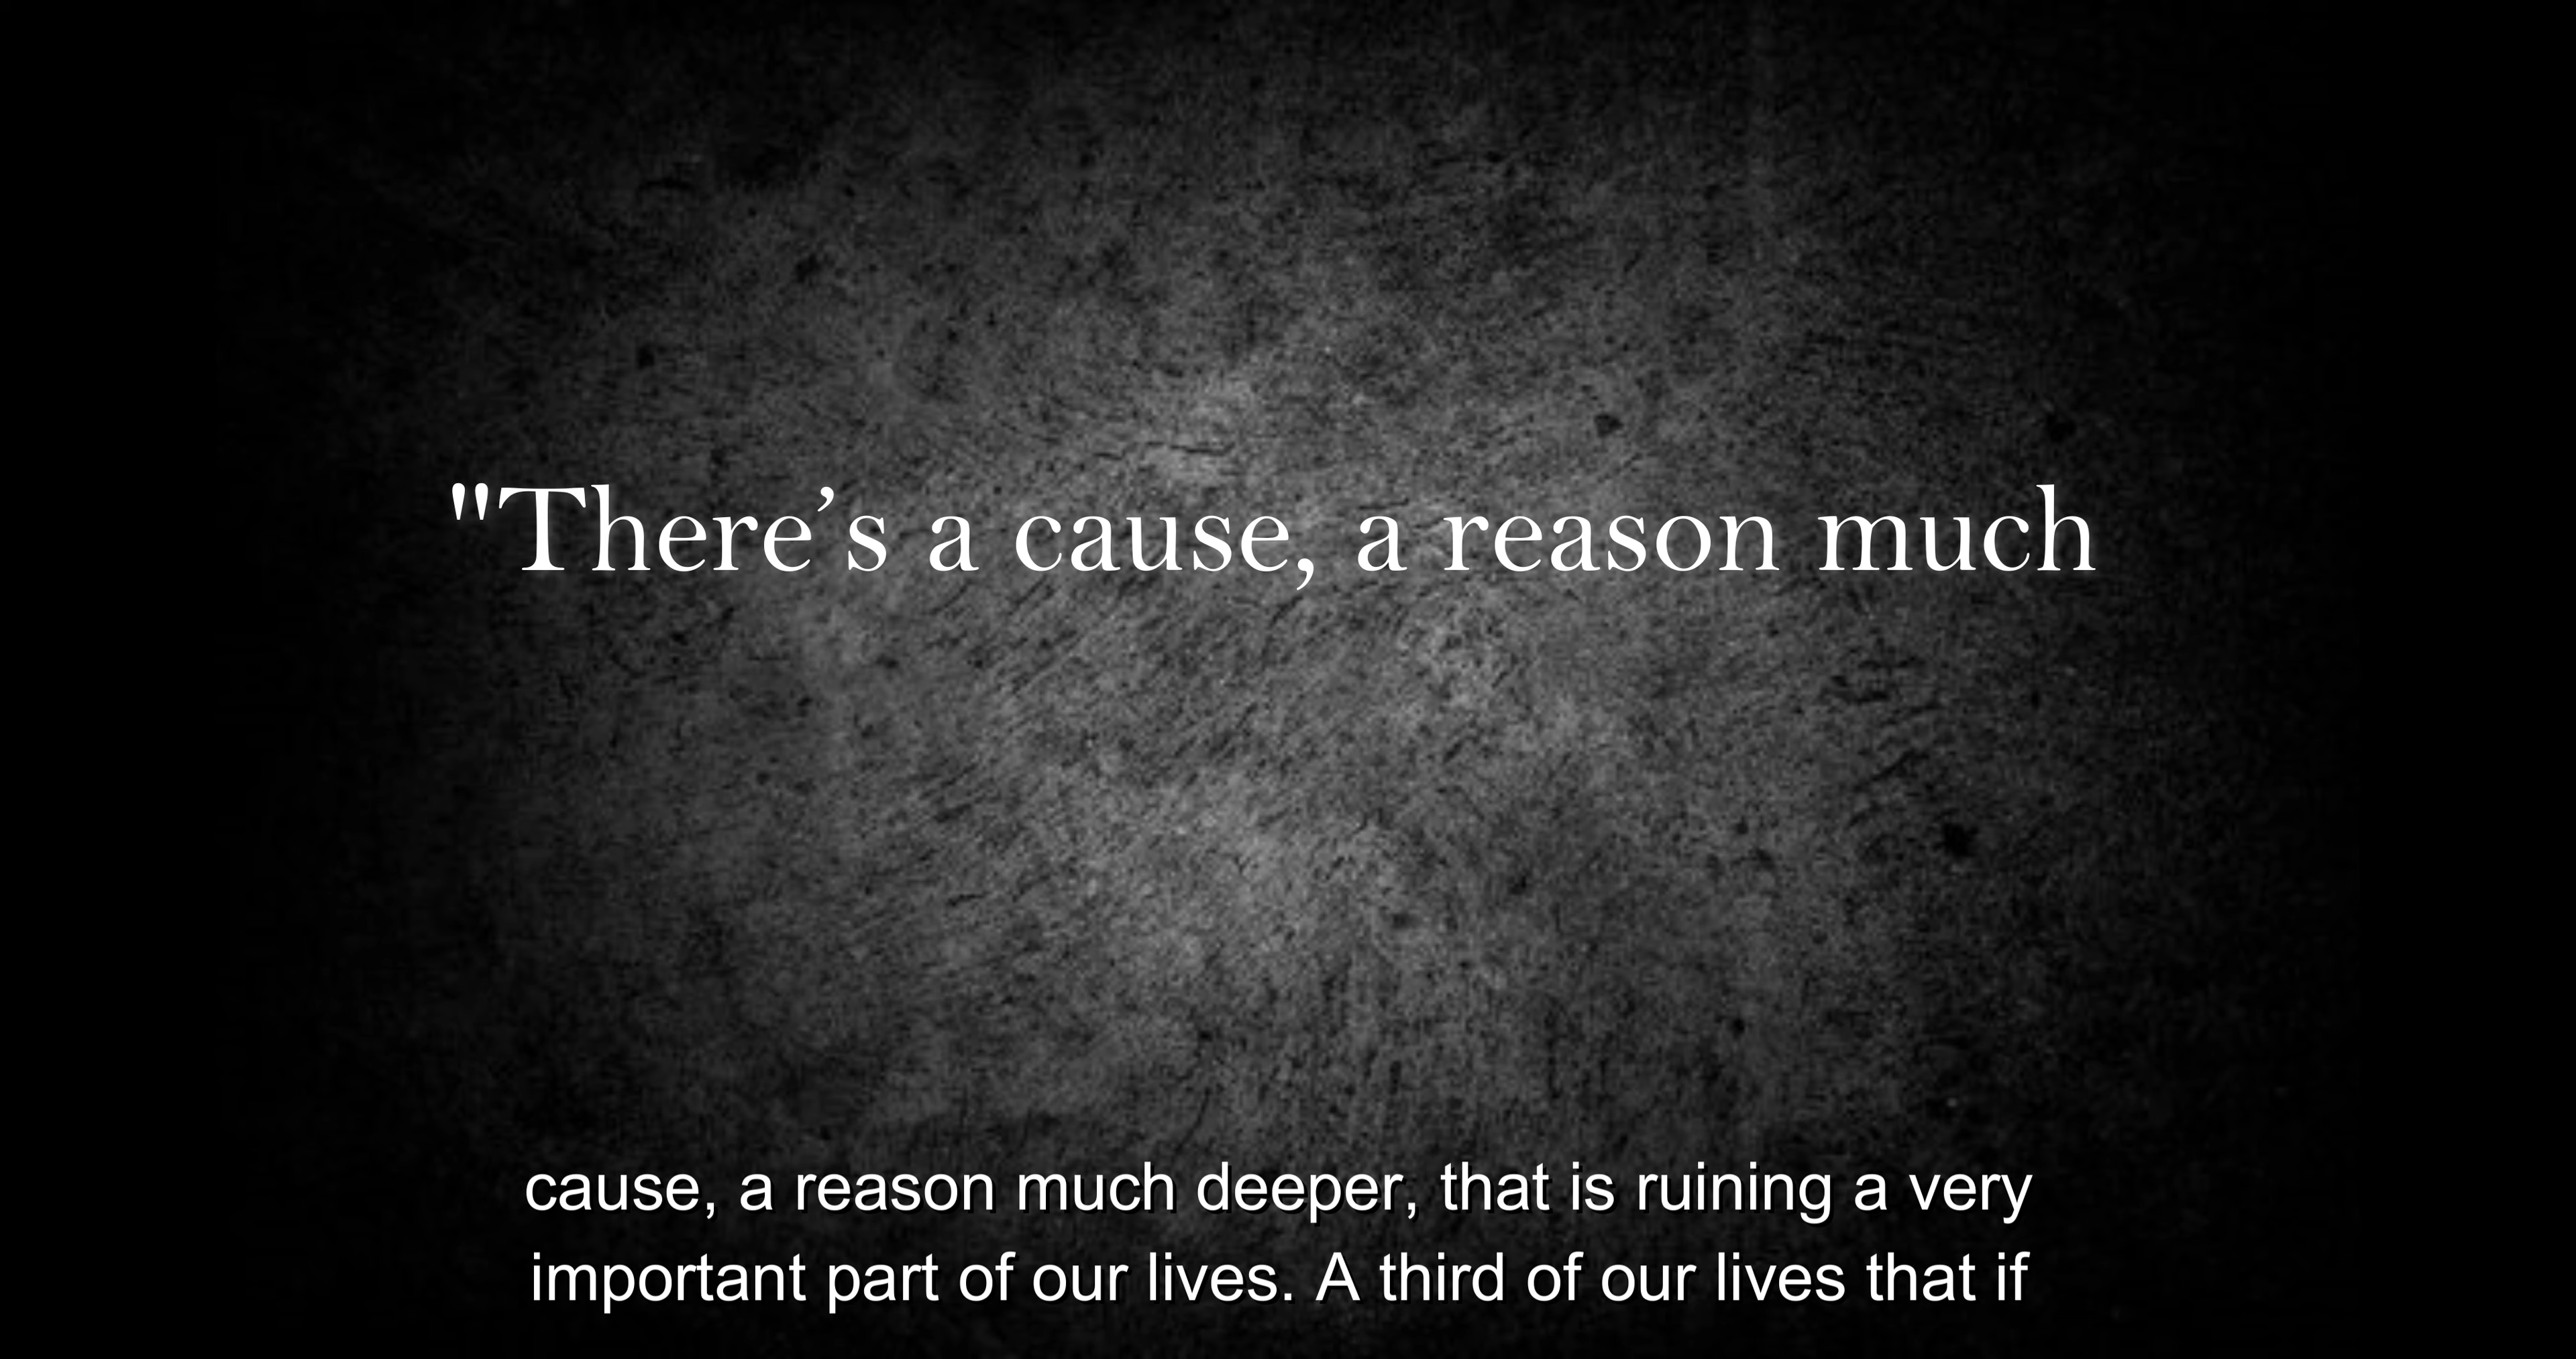 "There’s a cause, a reason much
cause, a reason much deeper, that is ruining a very
important part of our lives. A third of our lives that if